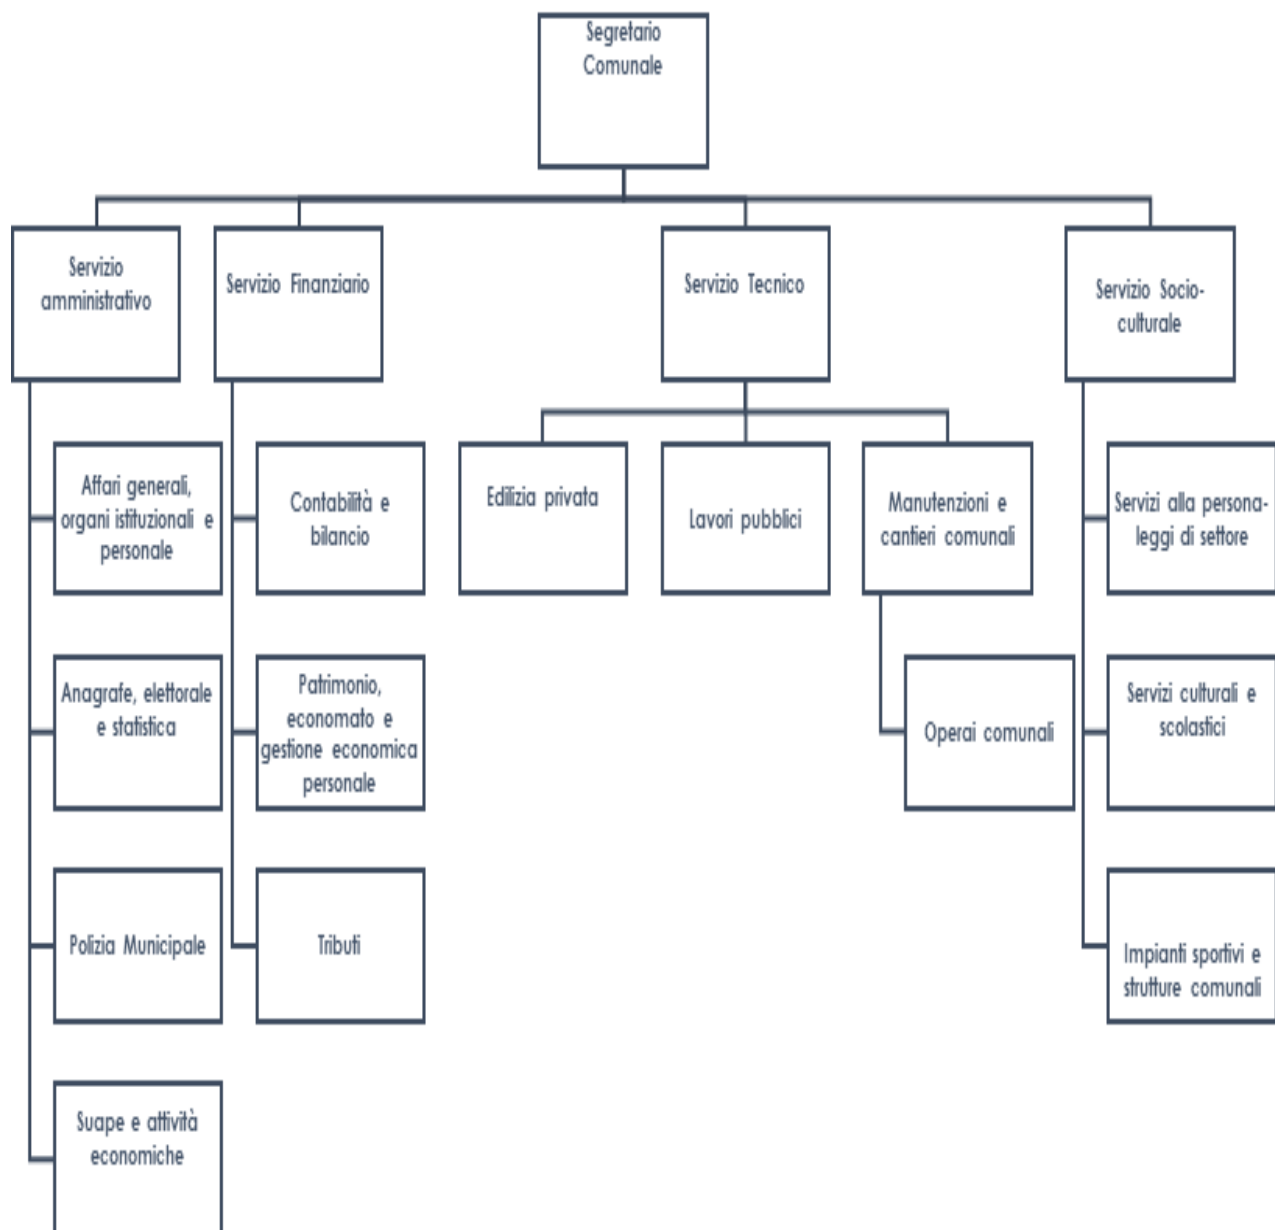 Segretario
Comunale
Servizio
amministrativo
Servizio Finanziario
Servizio Tecnico
Servizio Socio-
culturale
Affari generali,
organi istituzionali e
personale
Contabilità e
bilancio
Edilizia privata
Lavori pubblici
Manutenzioni e
cantieri comunali
Servizi alla persona-
leggi di settore
Anagrafe, elettorale
e statistica
Patrimonio,
economato e
gestione economica
personale
Operai comunali
Servizi culturali e
scolastici
Polizia Municipale
Tributi
Impianti sportivi e
strutture comunali
Suape e attività
economiche